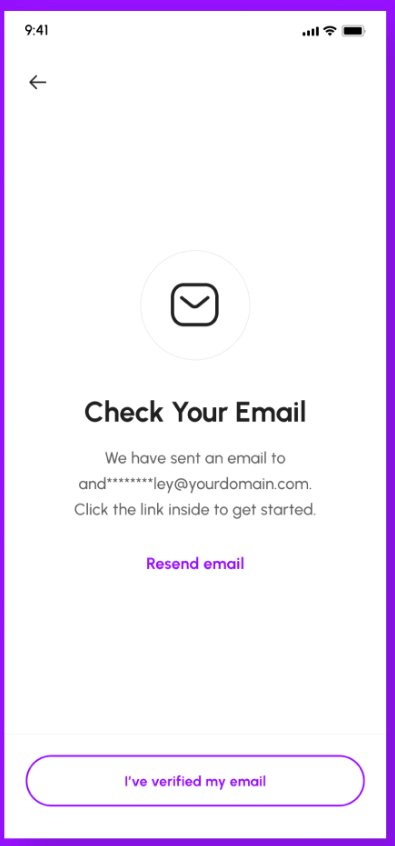 9:41
Check Your Email
We have sent an email to
and********ley@yourdomain.com.
Click the link inside to get started.
Resend email
I've verified my email